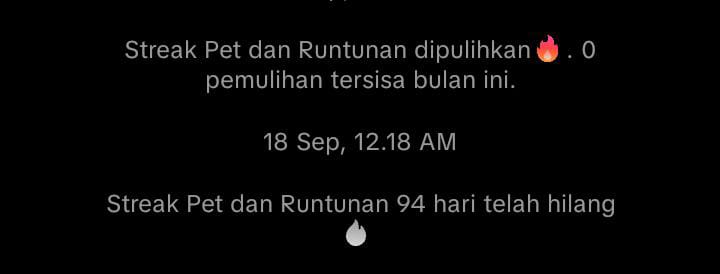 Streak Pet dan Runtunan dipulihkan🔥. 0
pemulihan tersisa bulan ini.
18 Sep, 12.18 AM
Streak Pet dan Runtunan 94 hari telah hilang